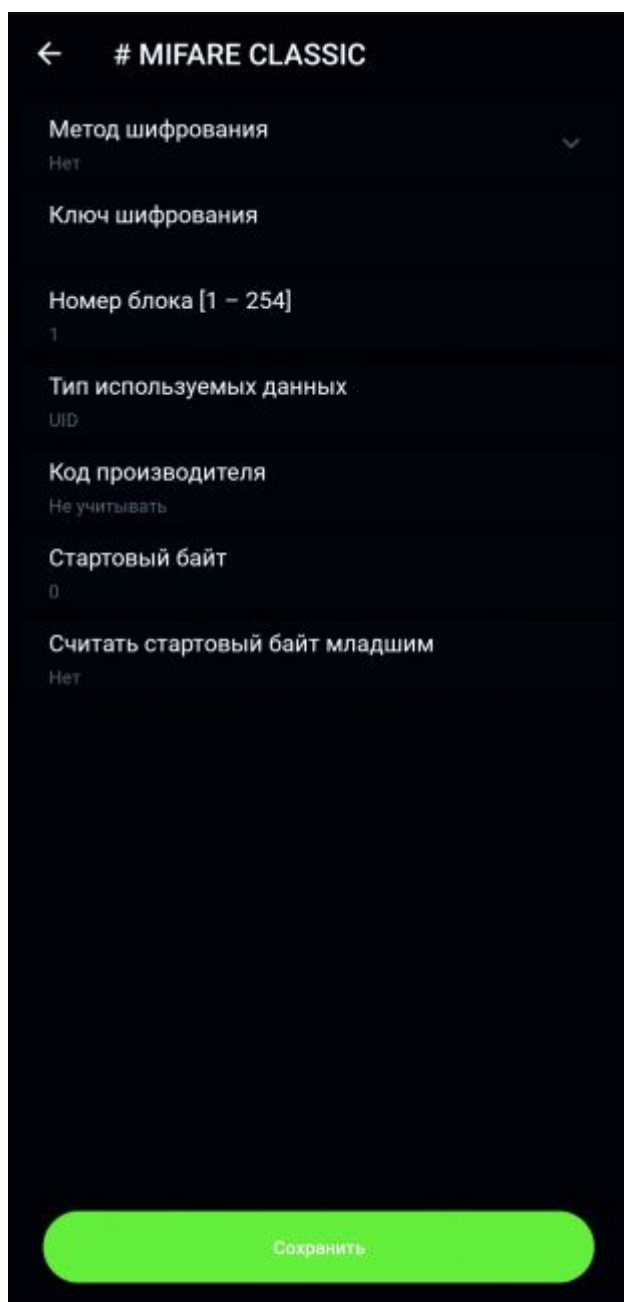 # MIFARE CLASSIC
Метод шифрования
Нет
Ключ шифрования
Номер блока [1 – 254]
1
Тип используемых данных
UID
Код производителя
Не учитывать
Стартовый байт
0
Считать стартовый байт младшим
Нет
Сохранить